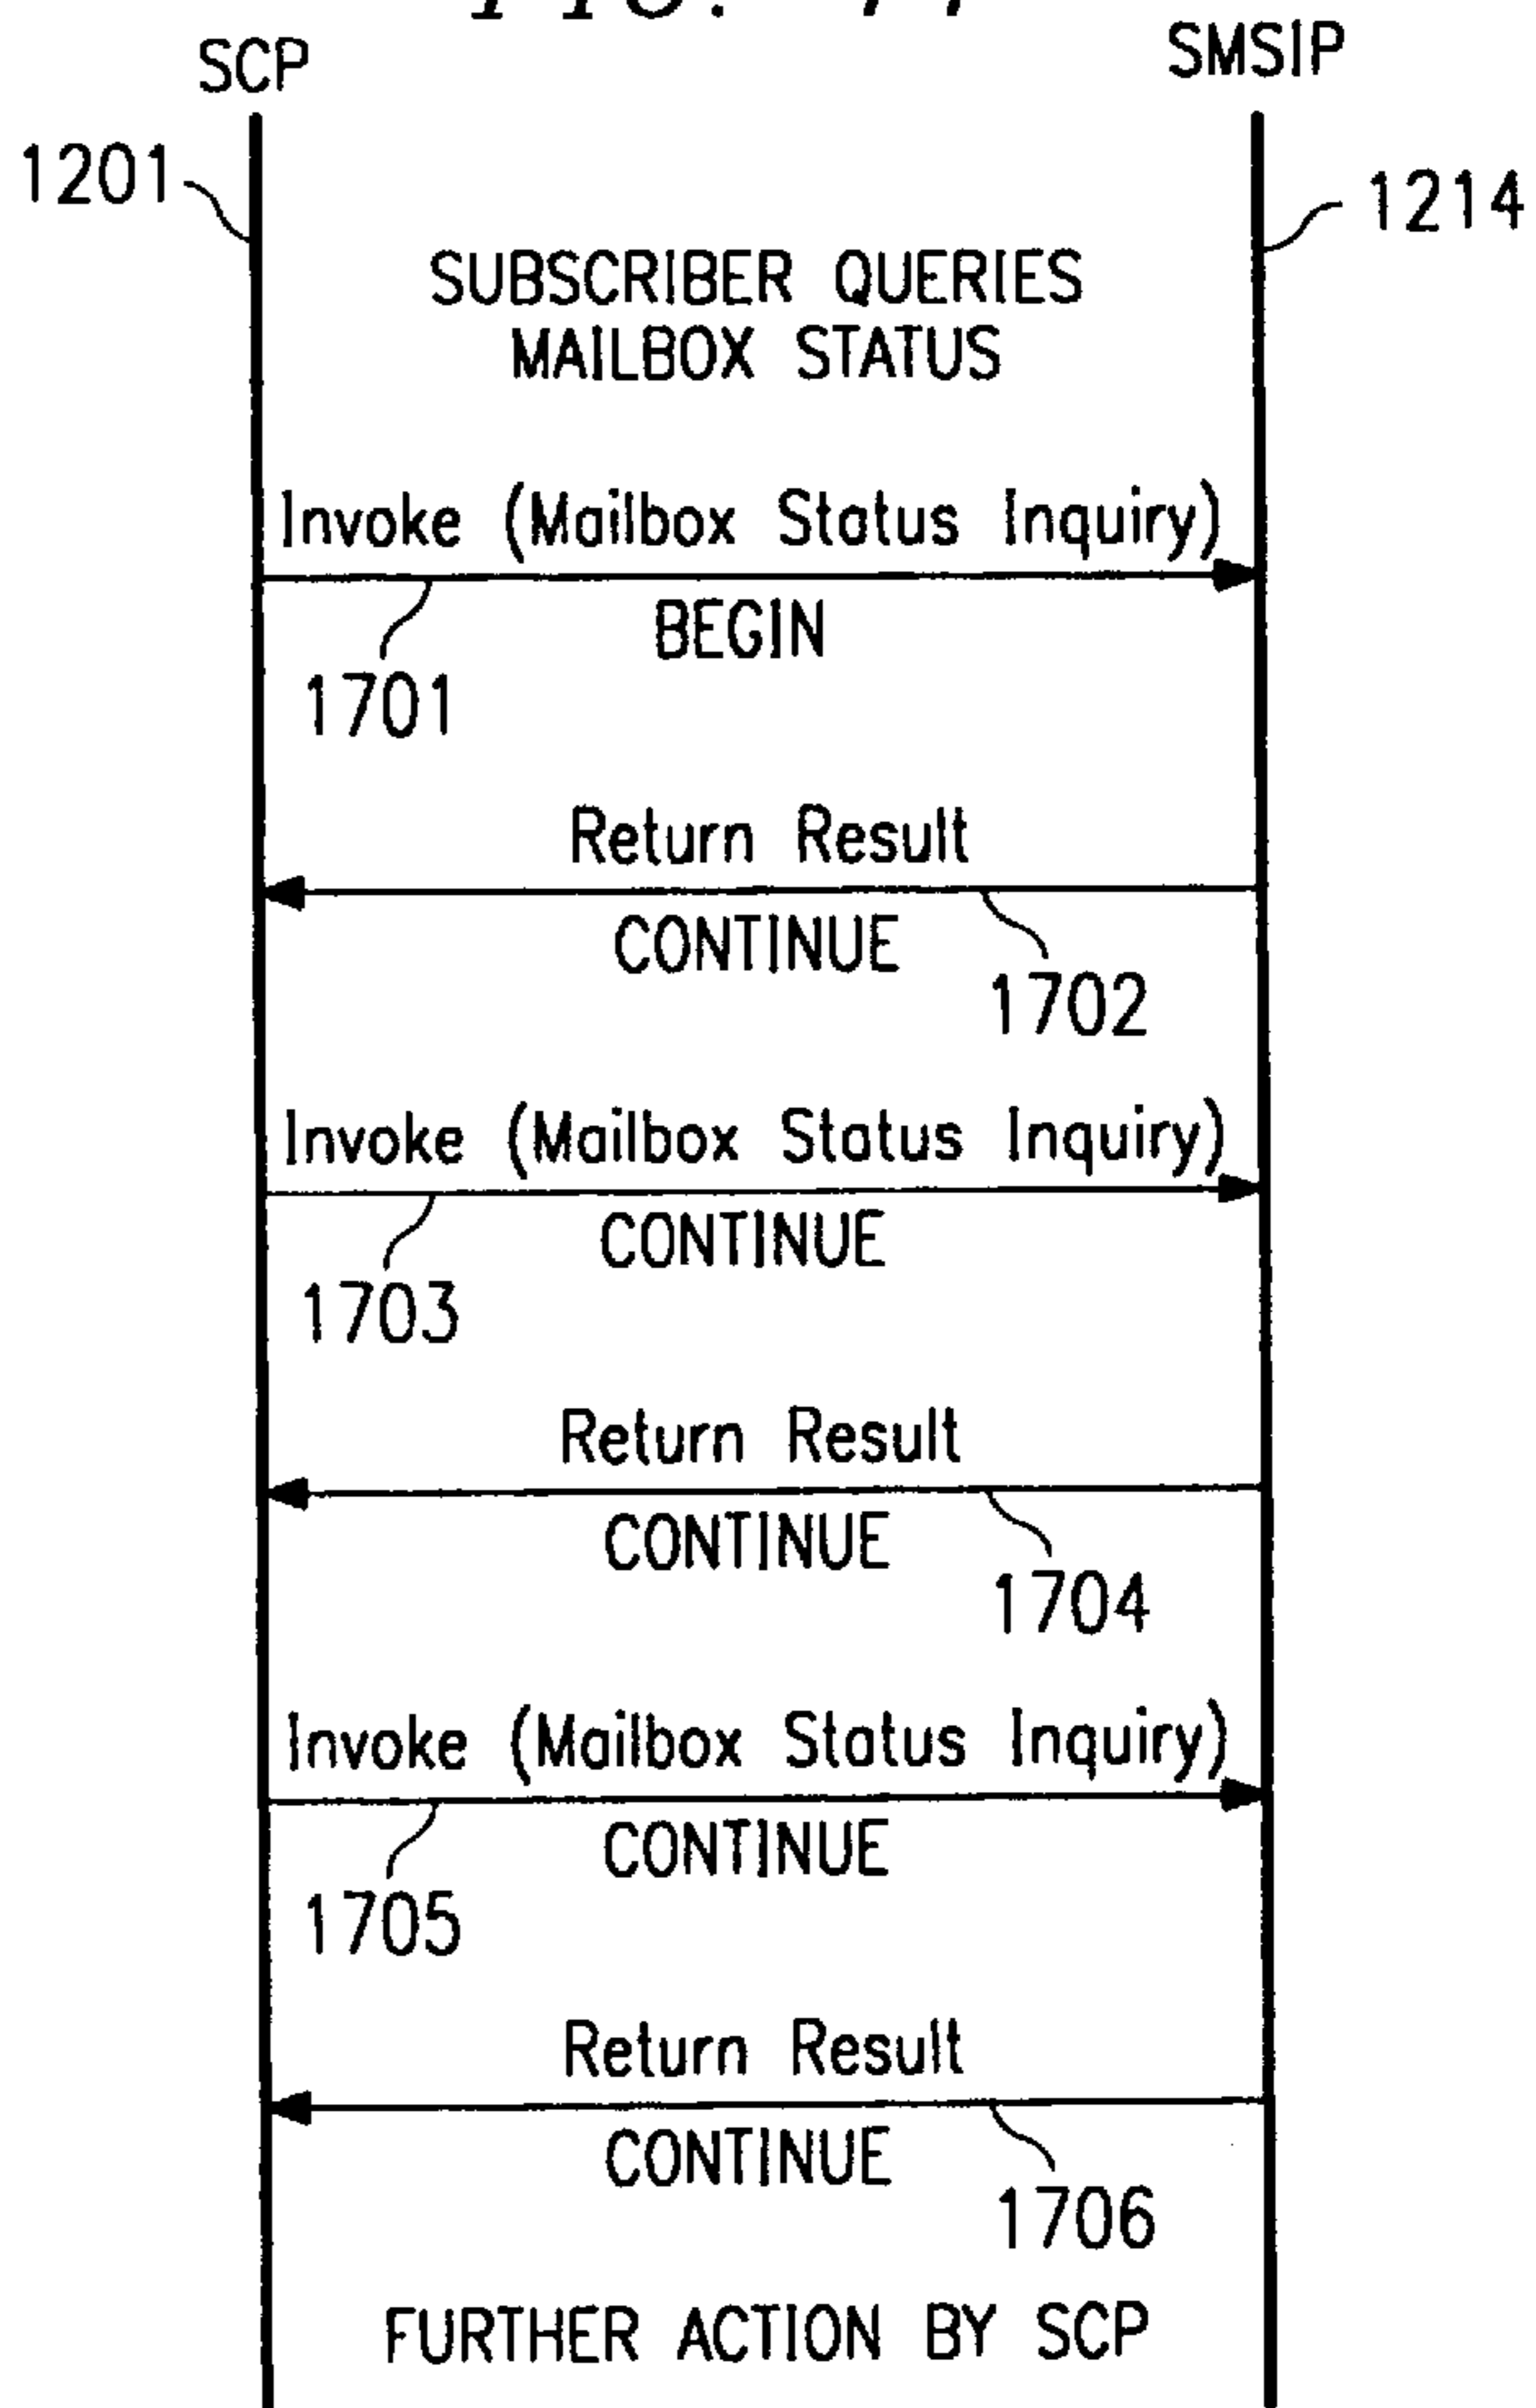 FIG. 17
SCP
SMSIP
1201
1214
SUBSCRIBER QUERIES
MAILBOX STATUS
Invoke (Mailbox Status Inquiry)
BEGIN
1701
Return Result
CONTINUE
1702
Invoke (Mailbox Status Inquiry)
CONTINUE
1703
Return Result
CONTINUE
1704
Invoke (Mailbox Status Inquiry)
CONTINUE
1705
Return Result
CONTINUE
1706
FURTHER ACTION BY SCP